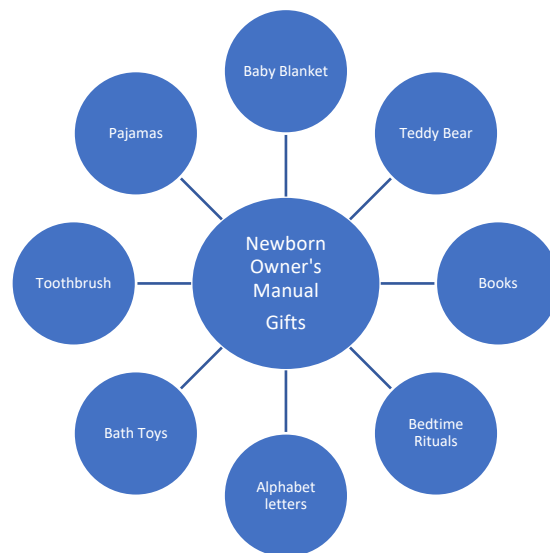 Baby Blanket
Pajamas
Teddy Bear
Newborn
Owner's
Manual
Gifts
Toothbrush
Books
Bath Toys
Bedtime
Rituals
Alphabet
letters